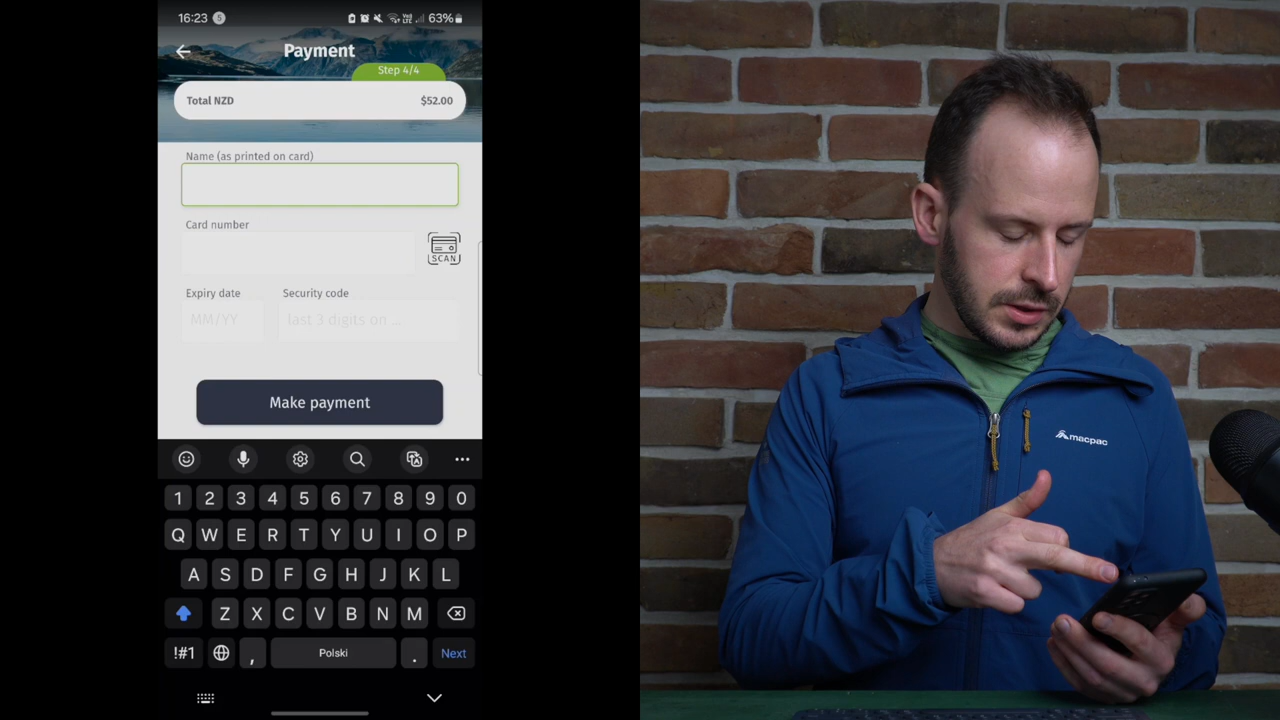 16:23 5 63%
Payment
Step 4/4
Total NZD $52.00
Name (as printed on card)
Card number
SCAN
Expiry date Security code
MM/YY last 3 digits on ...
Make payment
1 2 3 4 5 6 7 8 9 0
Q W E R T Y U I O P
A S D F G H J K L
Z X C V B N M
!#1 , Polski . Next
macpac